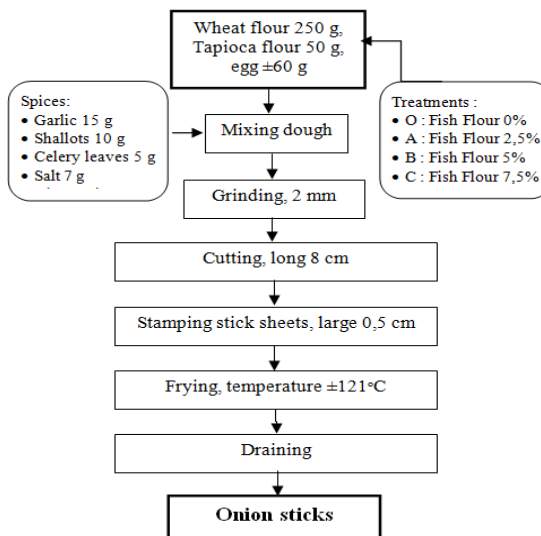 Wheat flour 250 g,
Tapioca flour 50 g,
egg ±60 g
Spices:
• Garlic 15 g
• Shallots 10 g
• Celery leaves 5 g
• Salt 7 g
Treatments :
• O : Fish Flour 0%
• A : Fish Flour 2,5%
• B : Fish Flour 5%
• C : Fish Flour 7,5%
Mixing dough
Grinding, 2 mm
Cutting, long 8 cm
Stamping stick sheets, large 0,5 cm
Frying, temperature ±121°C
Draining
Onion sticks